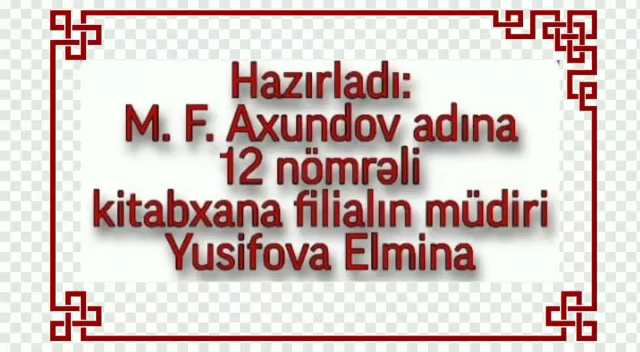 Hazırladı:
M. F. Axundov adına
12 nömrəli
kitabxana filialın müdiri
Yusifova Elmina